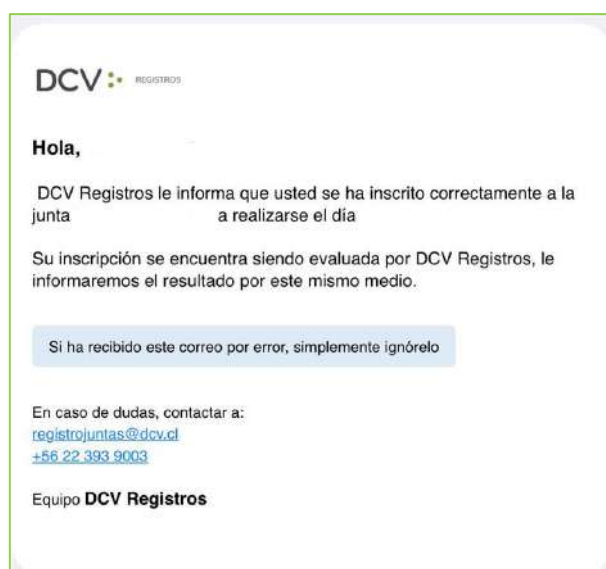 DCV REGISTROS
Hola,
DCV Registros le informa que usted se ha inscrito correctamente a la
junta a realizarse el día
Su inscripción se encuentra siendo evaluada por DCV Registros, le
informaremos el resultado por este mismo medio.
Si ha recibido este correo por error, simplemente ignórelo
En caso de dudas, contactar a:
registrojuntas@dcv.cl
+56 22 393 9003
Equipo DCV Registros